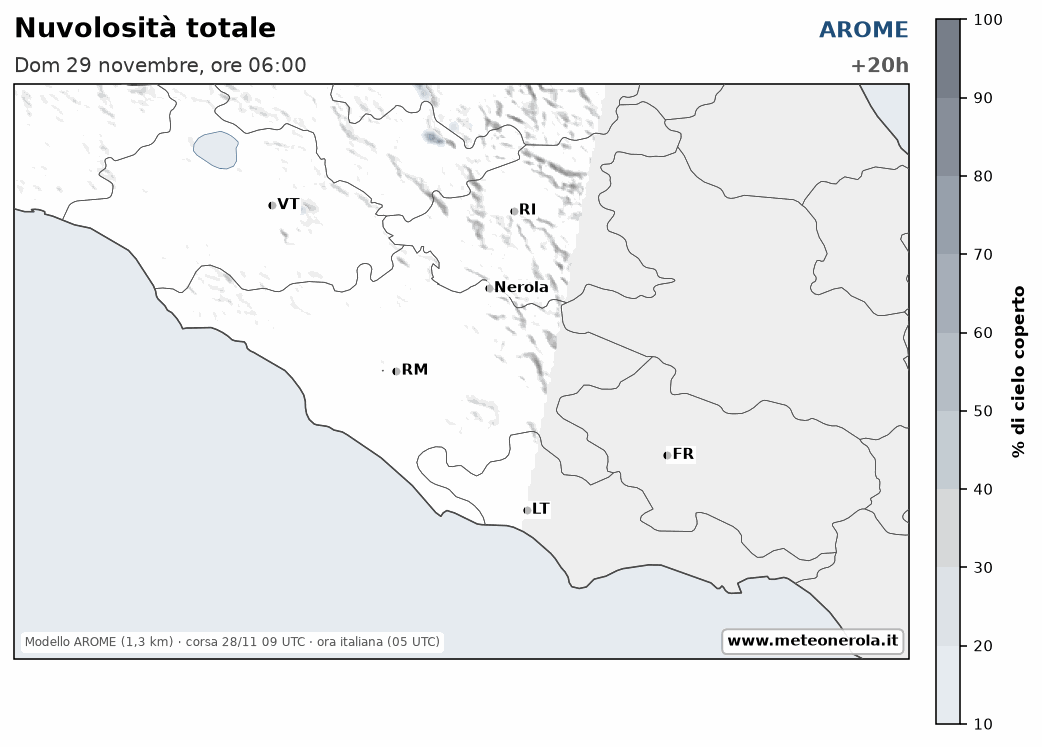 Nuvolosità totale
AROME
Dom 29 novembre, ore 06:00
+20h
100
90
80
70
60
50
40
30
20
10
% di cielo coperto
VT
RI
Nerola
RM
FR
LT
Modello AROME (1,3 km) · corsa 28/11 09 UTC · ora italiana (05 UTC)
www.meteonerola.it